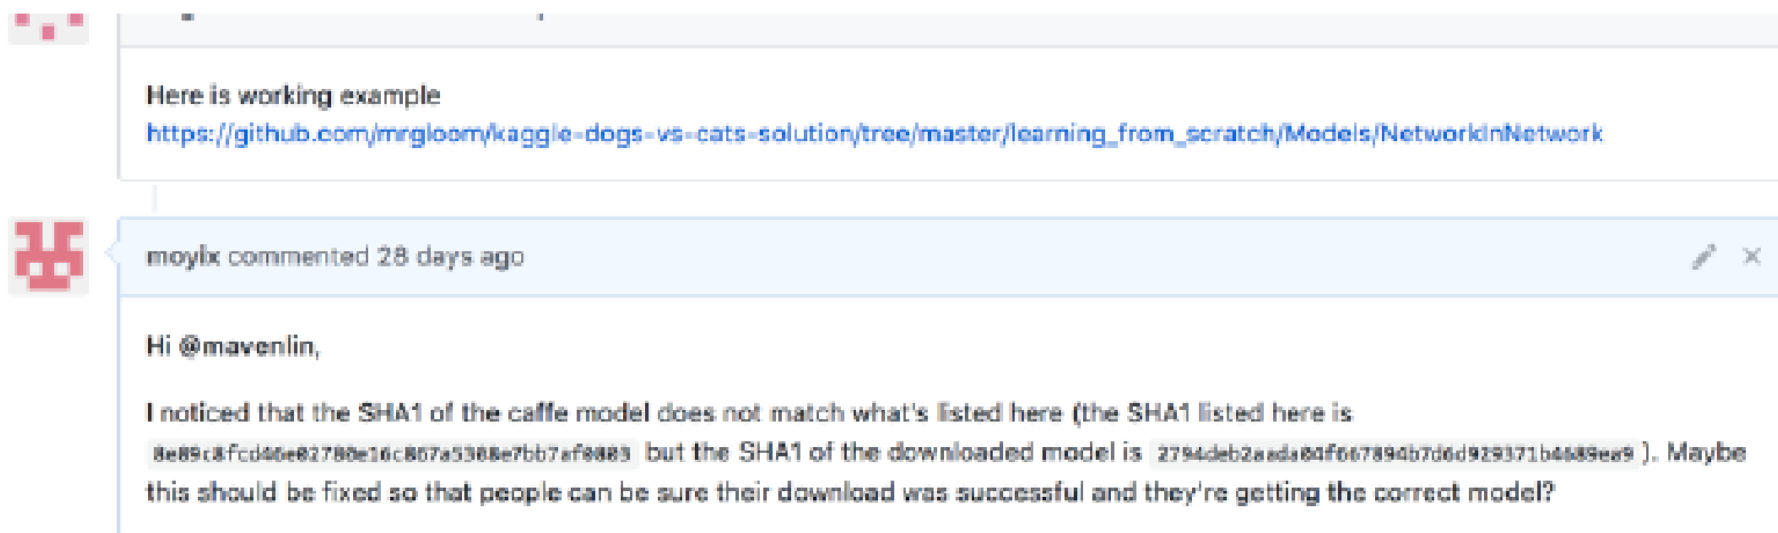 Here is working example
https://github.com/mrgloom/kaggle-dogs-vs-cats-solution/tree/master/learning_from_scratch/Models/NetworkInNetwork
moylx commented 28 days ago
Hi @mavenlin,
I noticed that the SHA1 of the caffe model does not match what's listed here (the SHA1 listed here is
but the SHA1 of the downloaded model is ). Maybe
this should be fixed so that people can be sure their download was successful and they're getting the correct model?